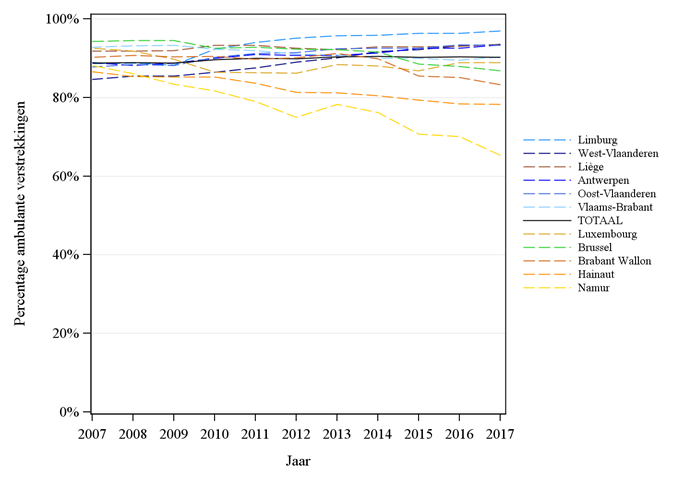 Percentage ambulante verstrekkingen
100%
80%
60%
40%
20%
0%
2007 2008 2009 2010 2011 2012 2013 2014 2015 2016 2017
Jaar
Limburg
West-Vlaanderen
Liège
Antwerpen
Oost-Vlaanderen
Vlaams-Brabant
TOTAAL
Luxembourg
Brussel
Brabant Wallon
Hainaut
Namur